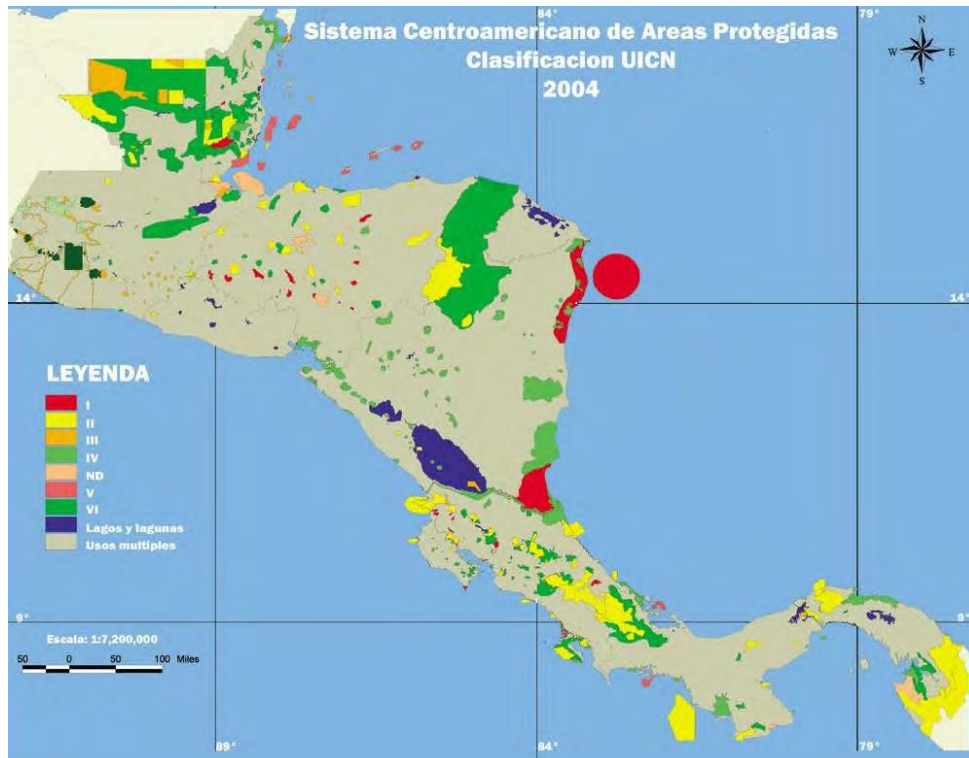 84°
79°
Sistema Centroamericano de Areas Protegidas
Clasificacion UICN
2004
N
W
E
S
14°
14°
LEYENDA
I
II
III
IV
ND
V
VI
Lagos y lagunas
Usos multiples
9°
9°
Escala: 1:7,200,000
50 0 50 100 Miles
89°
84°
79°